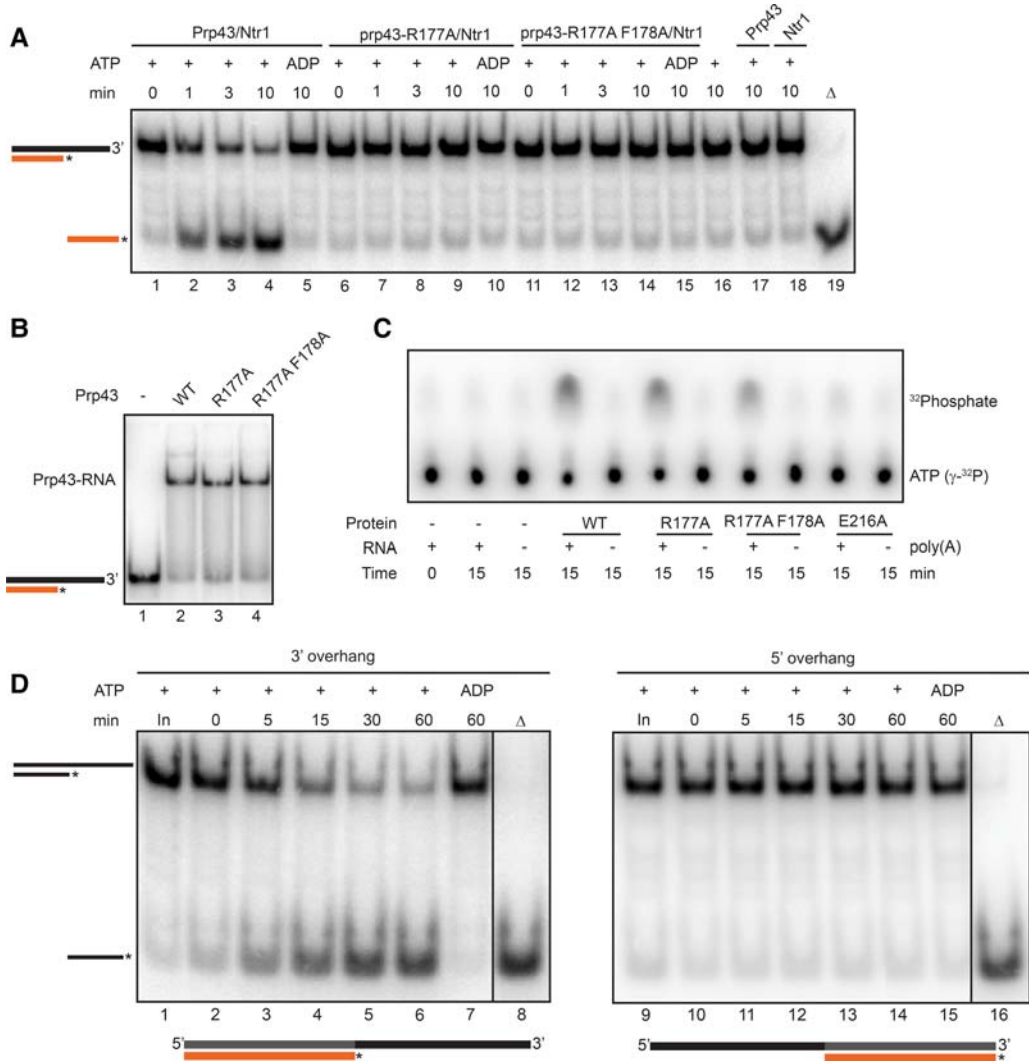 A
Prp43/Ntr1 prp43-R177A/Ntr1 prp43-R177A F178A/Ntr1 Prp43 Ntr1
ATP + + + + ADP + + + + ADP + + + + ADP + + +
min 0 1 3 10 10 0 1 3 10 10 0 1 3 10 10 10 10 10 Δ
3'
*
*
1 2 3 4 5 6 7 8 9 10 11 12 13 14 15 16 17 18 19
B
Prp43 - WT R177A R177A F178A
Prp43-RNA
3'
*
1 2 3 4
C
32Phosphate
ATP (γ-32P)
Protein - - - WT R177A R177A F178A E216A
RNA + + - + - + - + - + - poly(A)
Time 0 15 15 15 15 15 15 15 15 15 15 min
D
3' overhang
ATP + + + + + + ADP
min In 0 5 15 30 60 60 Δ
*
*
1 2 3 4 5 6 7 8
5' 3'
*
5' overhang
+ + + + + + ADP
In 0 5 15 30 60 60 Δ
9 10 11 12 13 14 15 16
5' 3'
*